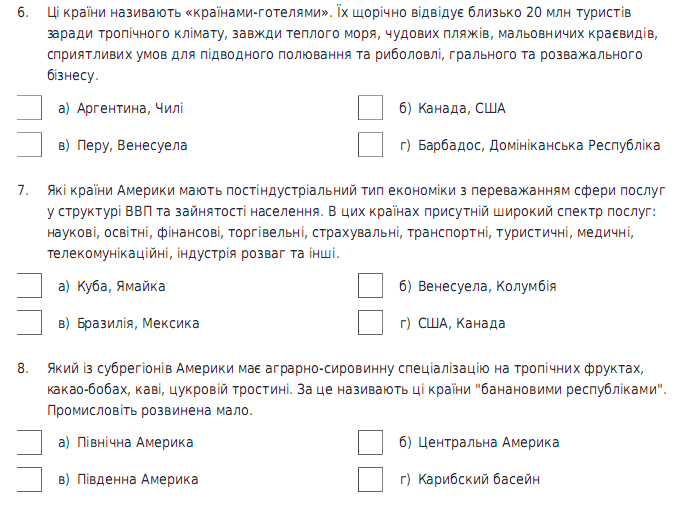 6. Ці країни називають «країнами-готелями». Їх щорічно відвідує близько 20 млн туристів
заради тропічного клімату, завжди теплого моря, чудових пляжів, мальовничих краєвидів,
сприятливих умов для підводного полювання та риболовлі, грального та розважального
бізнесу.
а) Аргентина, Чилі б) Канада, США
в) Перу, Венесуела г) Барбадос, Домініканська Республіка
7. Які країни Америки мають постіндустріальний тип економіки з переважанням сфери послуг
у структурі ВВП та зайнятості населення. В цих країнах присутній широкий спектр послуг:
наукові, освітні, фінансові, торгівельні, страхувальні, транспортні, туристичні, медичні,
телекомунікаційні, індустрія розваг та інші.
а) Куба, Ямайка б) Венесуела, Колумбія
в) Бразилія, Мексика г) США, Канада
8. Який із субрегіонів Америки має аграрно-сировинну спеціалізацію на тропічних фруктах,
какао-бобах, каві, цукровій тростині. За це називають ці країни "банановими республіками".
Промисловіть розвинена мало.
а) Північна Америка б) Центральна Америка
в) Південна Америка г) Карибский басейн